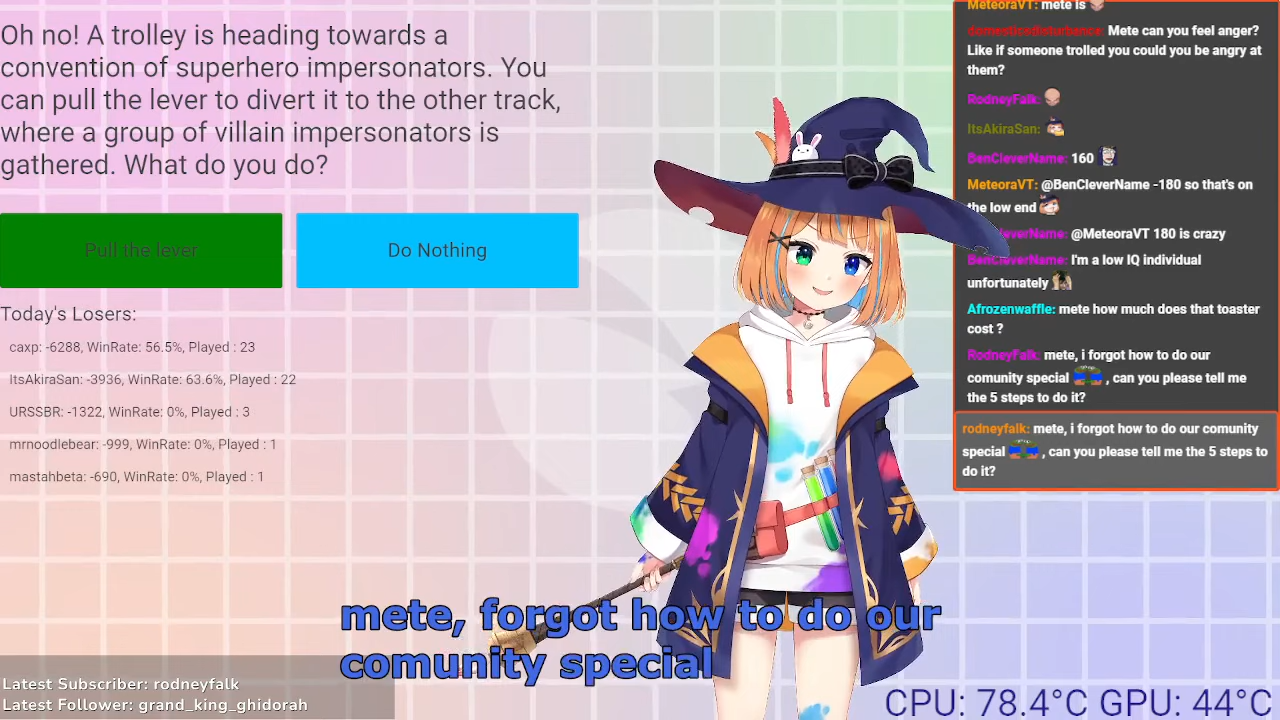 Oh no! A trolley is heading towards a
convention of superhero impersonators. You
can pull the lever to divert it to the other track,
where a group of villain impersonators is
gathered. What do you do?
Pull the lever
Do Nothing
Today's Losers:
caxp: -6288, WinRate: 56.5%, Played : 23
ItsAkiraSan: -3936, WinRate: 63.6%, Played : 22
URSSBR: -1322, WinRate: 0%, Played : 3
mrnoodlebear: -999, WinRate: 0%, Played : 1
mastahbeta: -690, WinRate: 0%, Played : 1
MeteoraVT: mete is
domesticdisturbance: Mete can you feel anger?
Like if someone trolled you could you be angry at
them?
RodneyFalk:
ItsAkiraSan:
BenCleverName: 160
MeteoraVT: @BenCleverName -180 so that's on
the low end
CleverName: @MeteoraVT 180 is crazy
BenCleverName: I'm a low IQ individual
unfortunately
Afrozenwaffle: mete how much does that toaster
cost ?
RodneyFalk: mete, i forgot how to do our
comunity special , can you please tell me
the 5 steps to do it?
rodneyfalk: mete, i forgot how to do our comunity
special , can you please tell me the 5 steps to
do it?
mete, forgot how to do our
comunity special
Latest Subscriber: rodneyfalk
Latest Follower: grand_king_ghidorah
CPU: 78.4°C GPU: 44°C